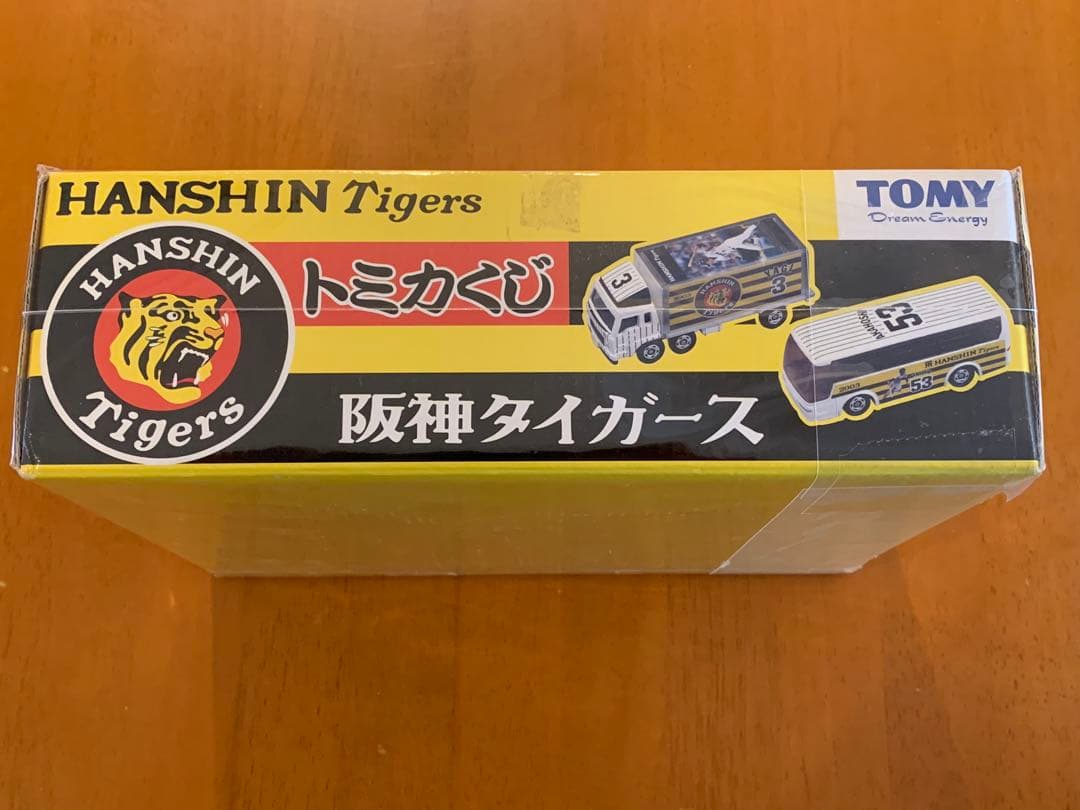 HANSHIN Tigers
TOMY
Dream Energy
HANSHIN
Tigers
トミカくじ
阪神タイガース
3
YAGI
3
HANSHIN
53
2003
HANSHIN Tigers
53